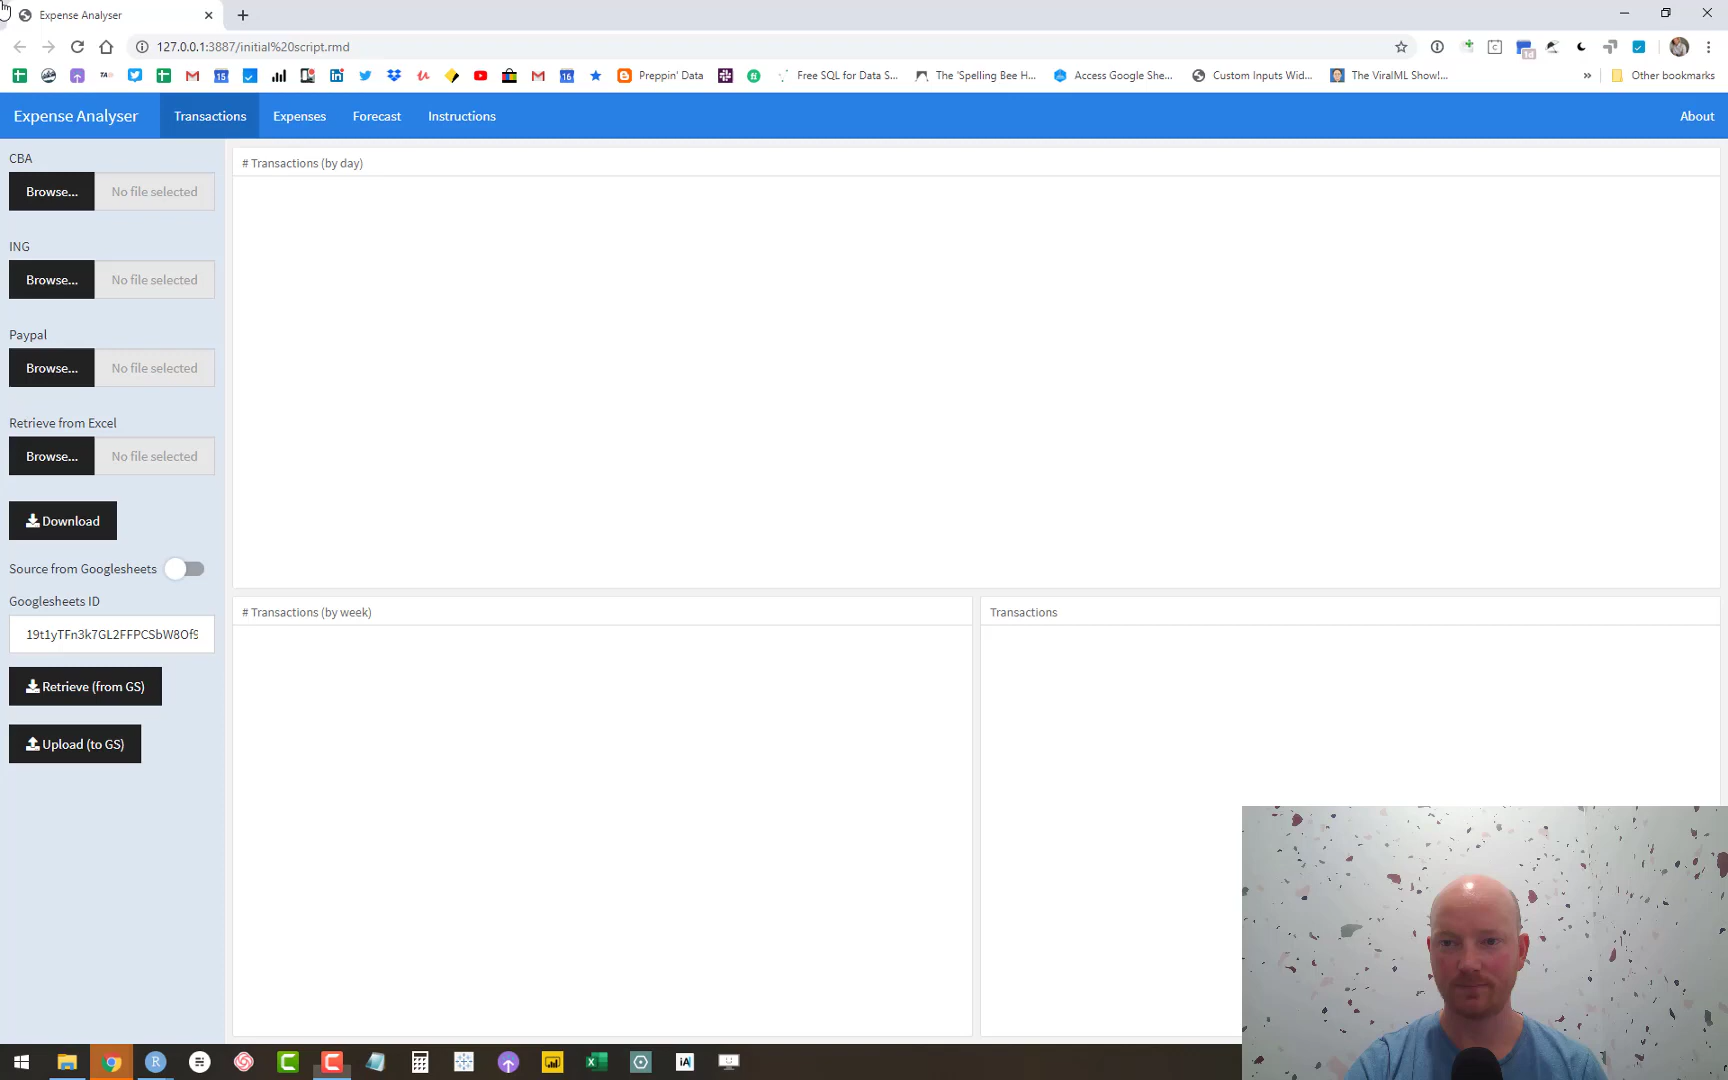 Expense Analyser
127.0.0.1:3887/initial%20script.rmd
Preppin' Data
Free SQL for Data S...
The 'Spelling Bee H...
Access Google She...
Custom Inputs Wid...
The ViralML Show!...
»
Other bookmarks
Expense Analyser
Transactions
Expenses
Forecast
Instructions
About
CBA
Browse...
No file selected
ING
Browse...
No file selected
Paypal
Browse...
No file selected
Retrieve from Excel
Browse...
No file selected
Download
Source from Googlesheets
Googlesheets ID
19t1yTFn3k7GL2FFPCSbW8Of9
Retrieve (from GS)
Upload (to GS)
# Transactions (by day)
# Transactions (by week)
Transactions